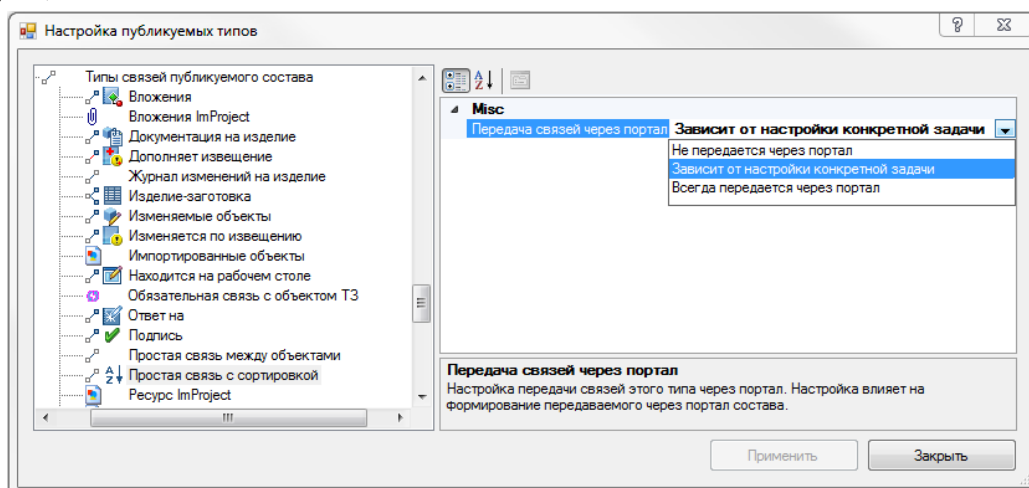 Настройка публикуемых типов
Типы связей публикуемого состава
Вложения
Вложения ImProject
Документация на изделие
Дополняет извещение
Журнал изменений на изделие
Изделие-заготовка
Изменяемые объекты
Изменяется по извещению
Импортированные объекты
Находится на рабочем столе
Обязательная связь с объектом ТЗ
Ответ на
Подпись
Простая связь между объектами
Простая связь с сортировкой
Ресурс ImProject
Misc
Передача связей через портал Зависит от настройки конкретной задачи
Не передается через портал
Зависит от настройки конкретной задачи
Всегда передается через портал
Передача связей через портал
Настройка передачи связей этого типа через портал. Настройка влияет на
формирование передаваемого через портал состава.
Применить
Закрыть